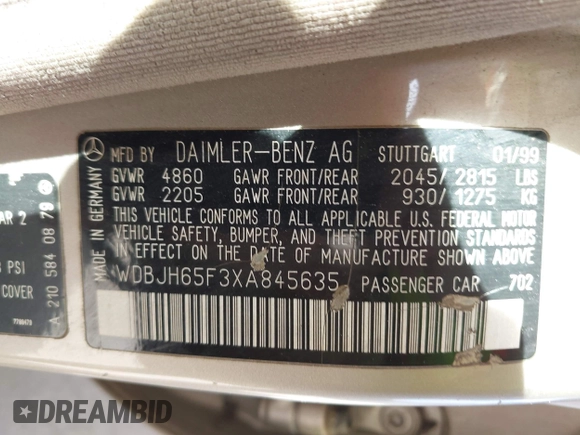 MFD BY DAIMLER-BENZ AG STUTTGART 01/99
GVWR 4860 GAWR FRONT/REAR 2045/2815 LBS
GVWR 2205 GAWR FRONT/REAR 930/1275 KG
THIS VEHICLE CONFORMS TO ALL APPLICABLE U.S. FEDERAL MOTOR
VEHICLE SAFETY, BUMPER, AND THEFT PREVENTION STANDARDS
IN EFFECT ON THE DATE OF MANUFACTURE SHOWN ABOVE
*WDBJH65F3XA845635 PASSENGER CAR 702
MADE IN GERMANY
A 210 584 08 79
AR 2
PSI
COVER
DREAMBID